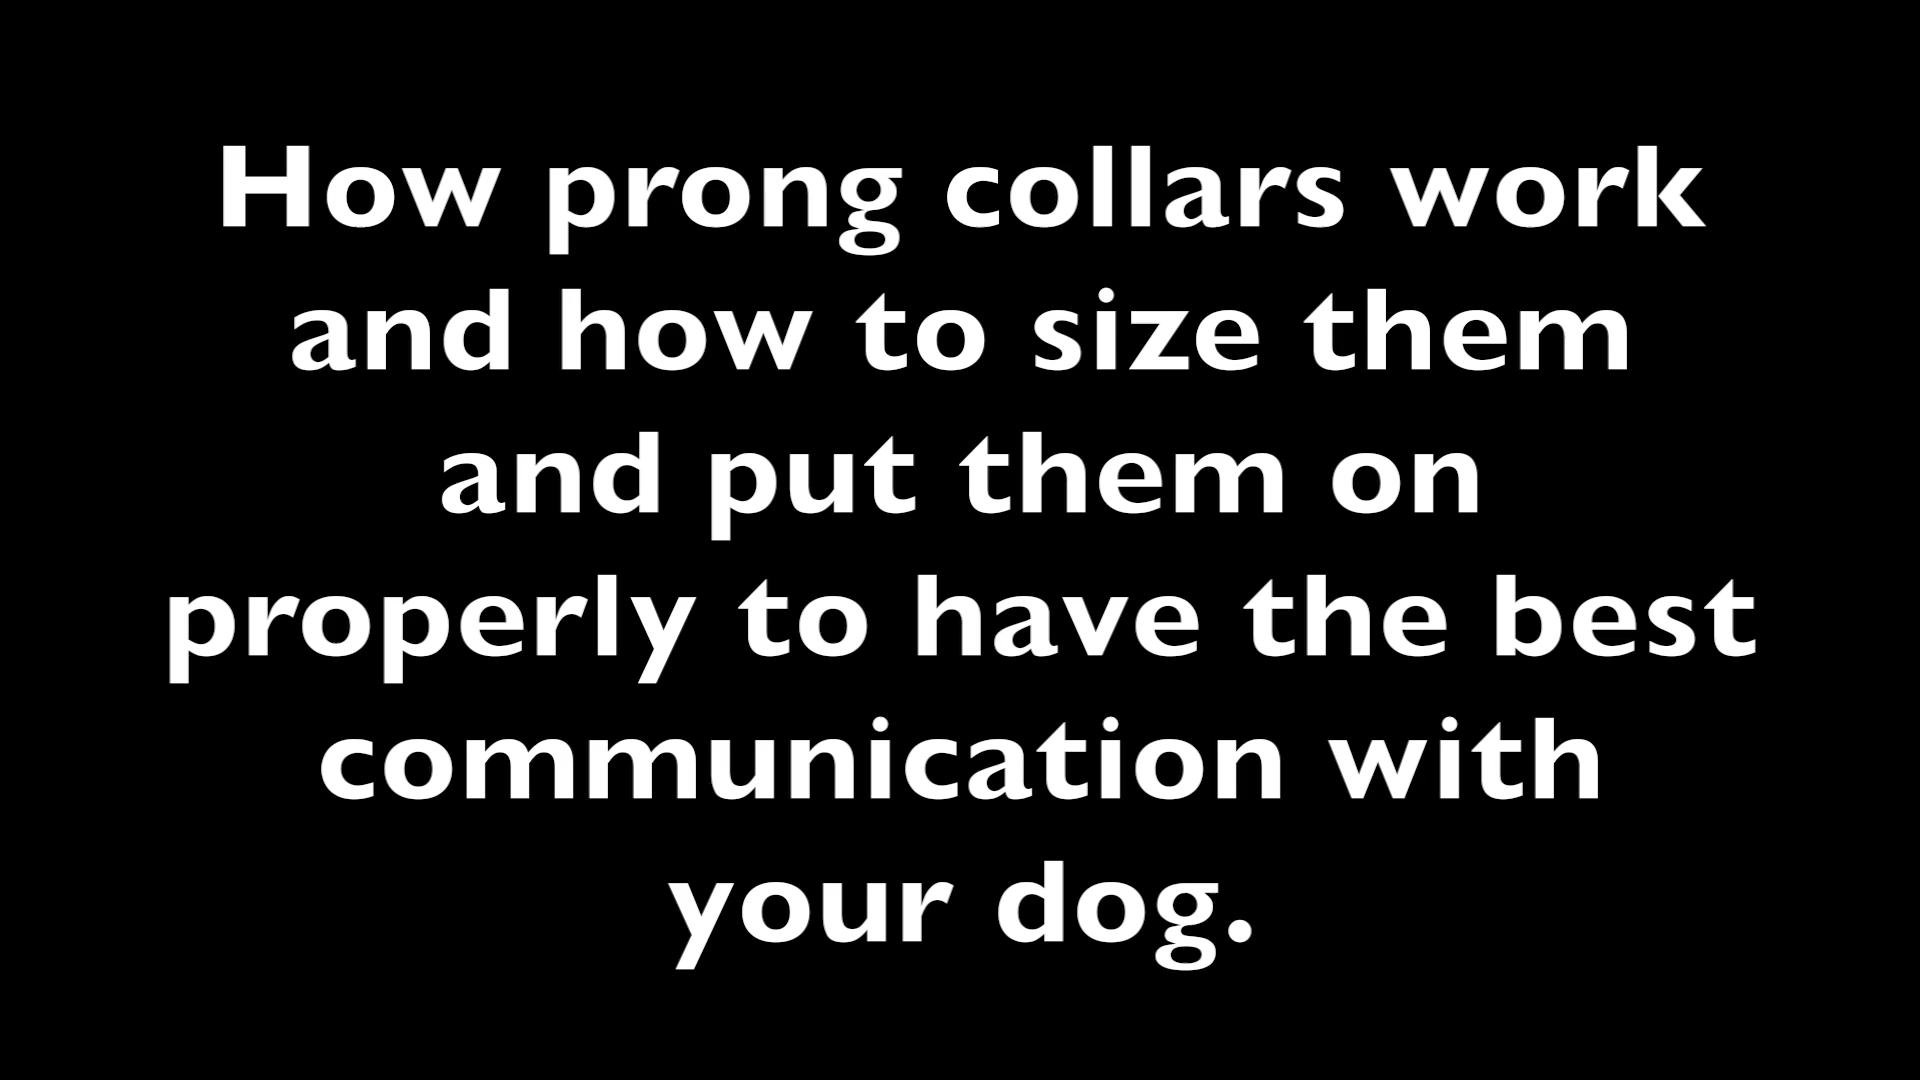 How prong collars work
and how to size them
and put them on
properly to have the best
communication with
your dog.